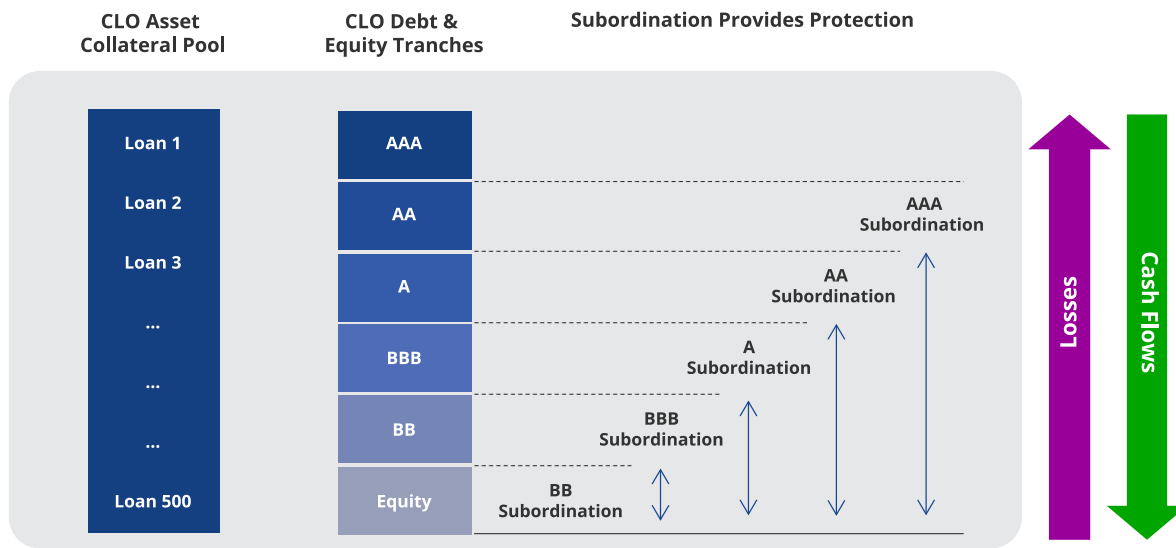 CLO Asset
Collateral Pool
CLO Debt &
Equity Tranches
Subordination Provides Protection
Loan 1
Loan 2
Loan 3
...
...
...
Loan 500
AAA
AA
A
BBB
BB
Equity
AAA
Subordination
AA
Subordination
A
Subordination
BBB
Subordination
BB
Subordination
Losses
Cash Flows